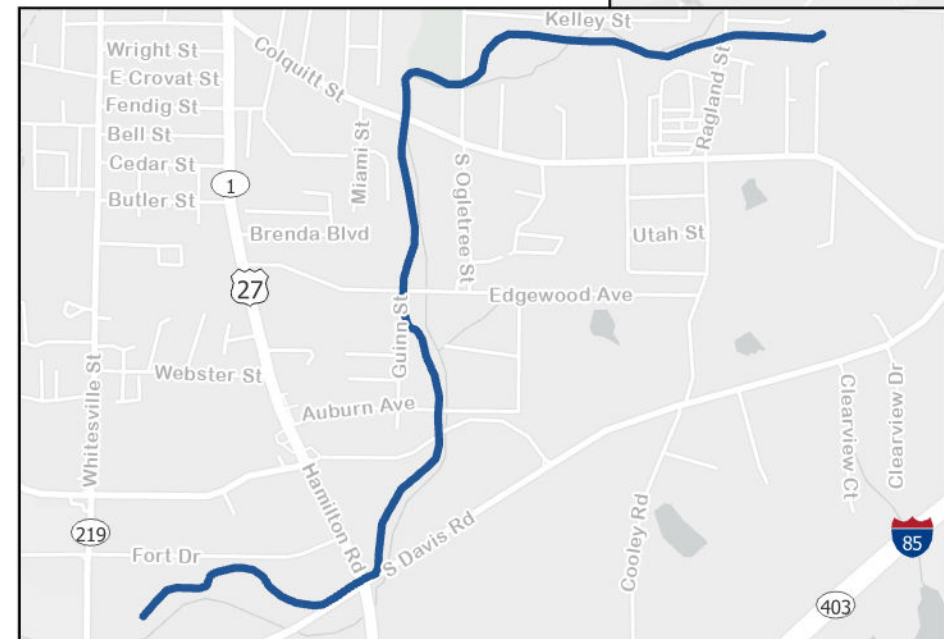 Kelley St
Wright St
Colquitt St
E Crovat St
Fendig St
Ragland St
Bell St
Miami St
Cedar St
S Ogletree St
1
Butler St
Brenda Blvd
Utah St
27
Edgewood Ave
Guinn St
Webster St
Whitesville St
Auburn Ave
Clearview Ct
Clearview Dr
Hamilton Rd
219
S Davis Rd
Cooley Rd
85
Fort Dr
403